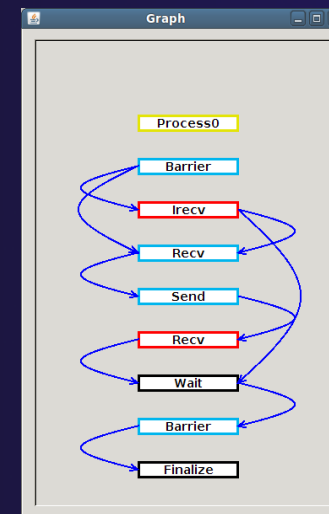 Graph
Process0
Barrier
Irecv
Recv
Send
Recv
Wait
Barrier
Finalize